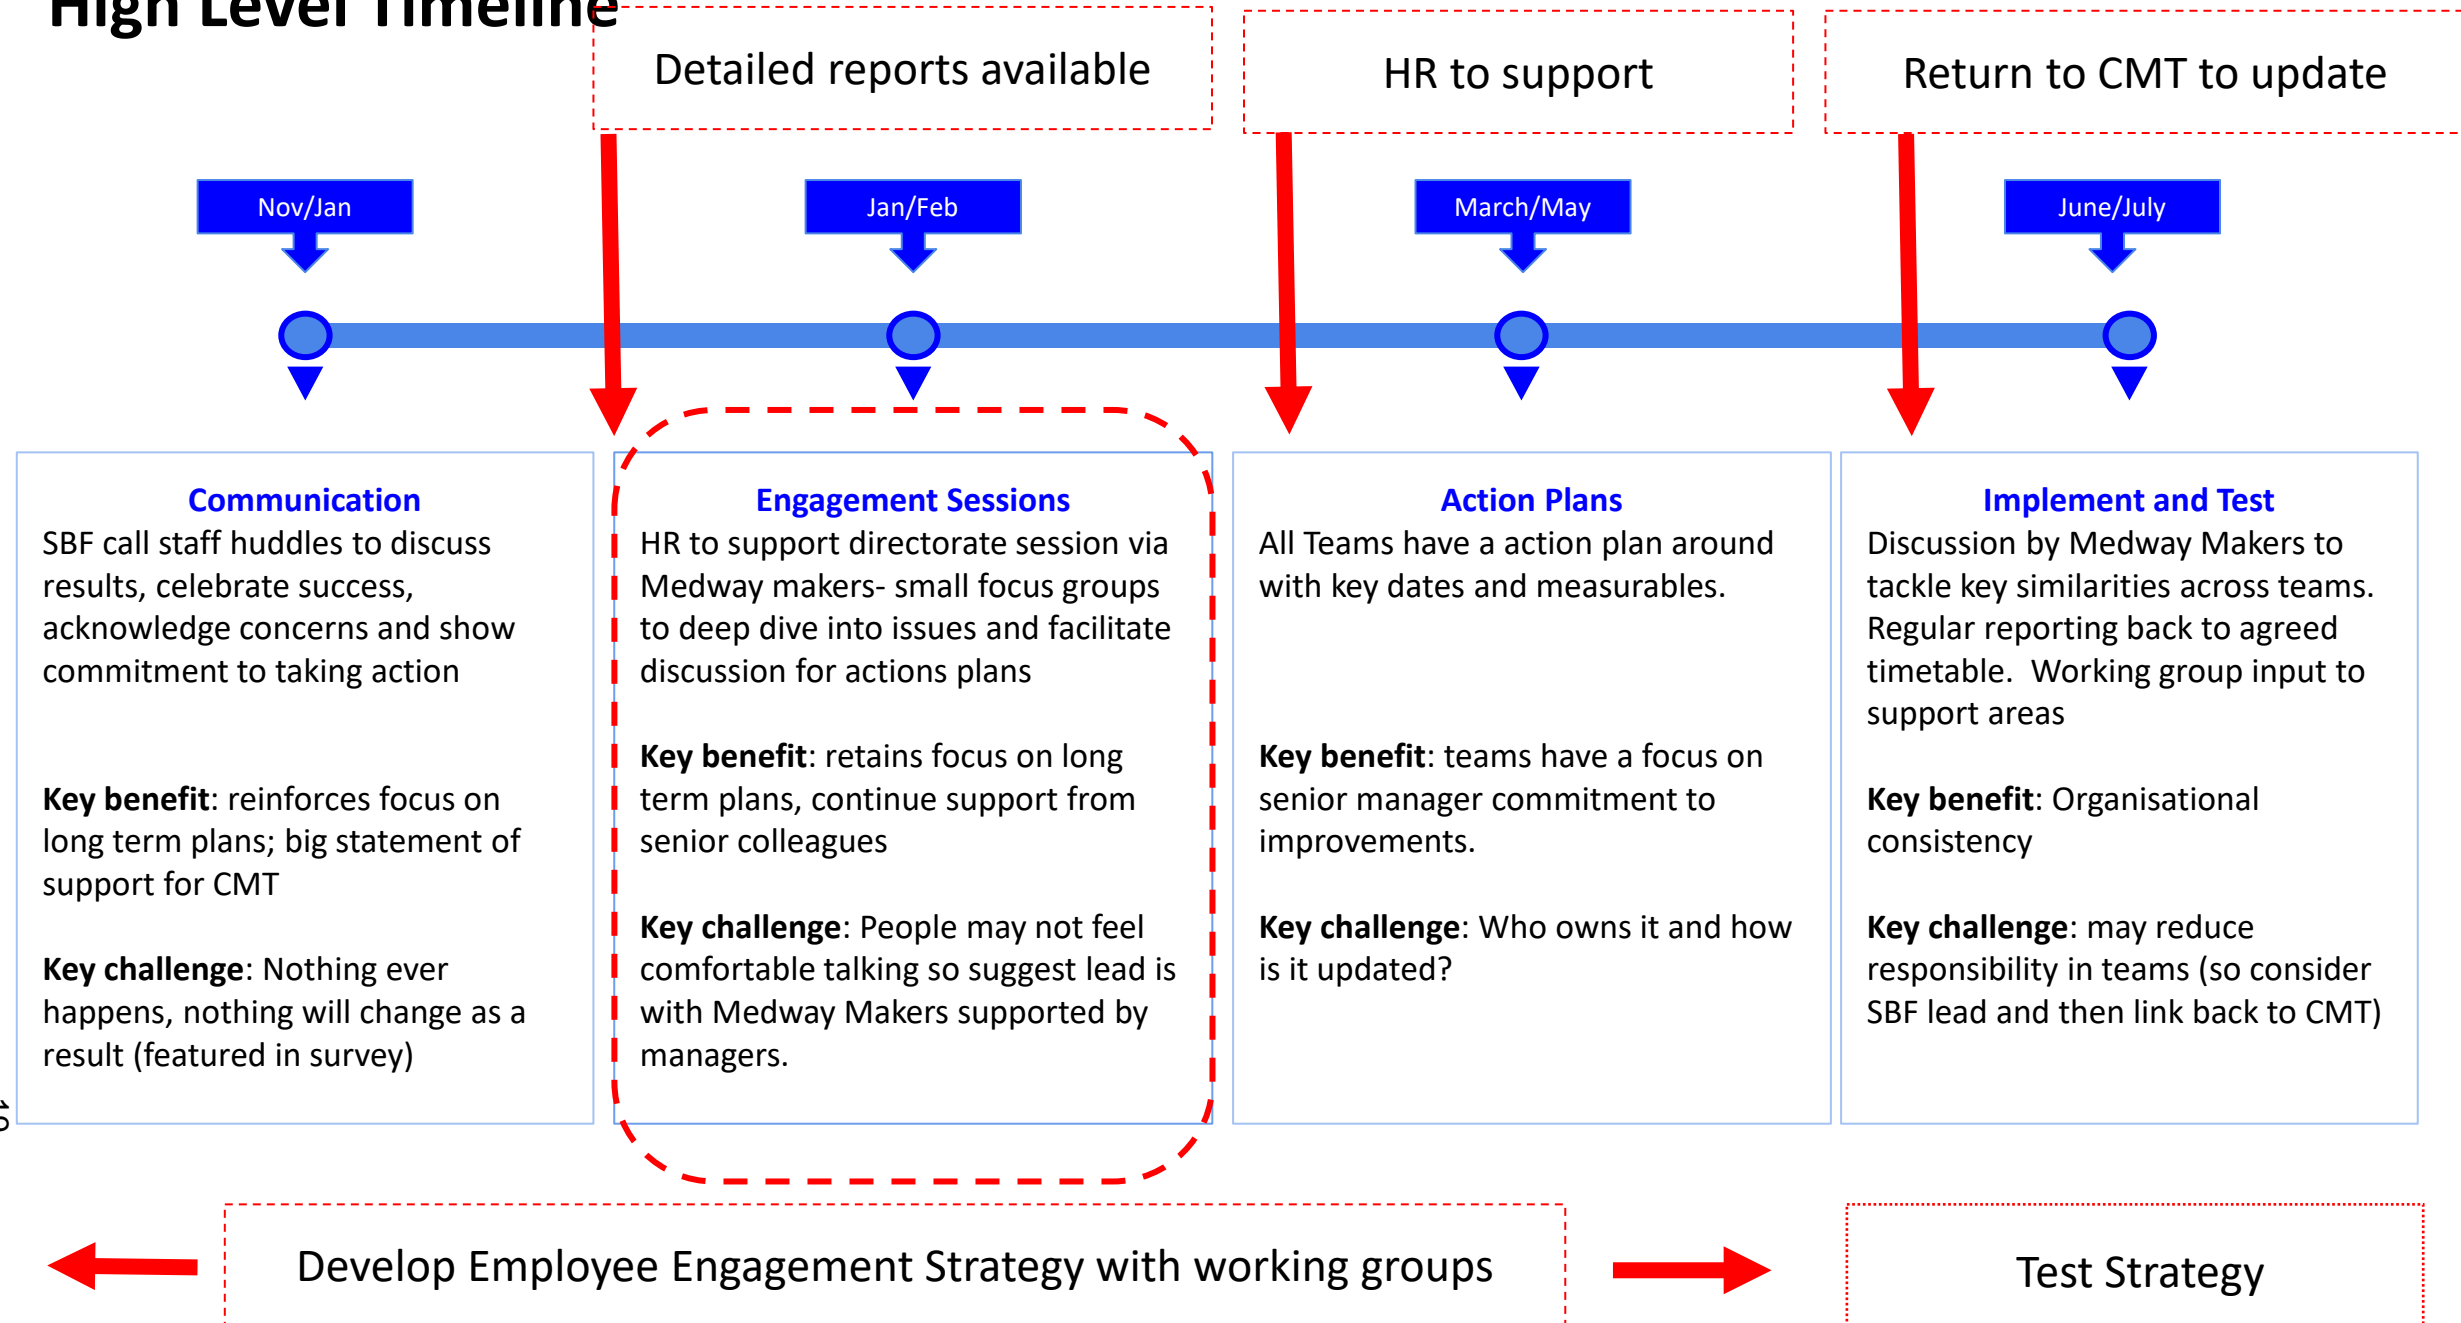 High Level Timeline
Detailed reports available
HR to support
Return to CMT to update
Nov/Jan
Jan/Feb
March/May
June/July
Communication
SBF call staff huddles to discuss
results, celebrate success,
acknowledge concerns and show
commitment to taking action
Key benefit: reinforces focus on
long term plans; big statement of
support for CMT
Key challenge: Nothing ever
happens, nothing will change as a
result (featured in survey)
Engagement Sessions
HR to support directorate session via
Medway makers- small focus groups
to deep dive into issues and facilitate
discussion for actions plans
Key benefit: retains focus on long
term plans, continue support from
senior colleagues
Key challenge: People may not feel
comfortable talking so suggest lead is
with Medway Makers supported by
managers.
Action Plans
All Teams have a action plan around
with key dates and measurables.
Key benefit: teams have a focus on
senior manager commitment to
improvements.
Key challenge: Who owns it and how
is it updated?
Implement and Test
Discussion by Medway Makers to
tackle key similarities across teams.
Regular reporting back to agreed
timetable.  Working group input to
support areas
Key benefit: Organisational
consistency
Key challenge: may reduce
responsibility in teams (so consider
SBF lead and then link back to CMT)
Develop Employee Engagement Strategy with working groups
Test Strategy